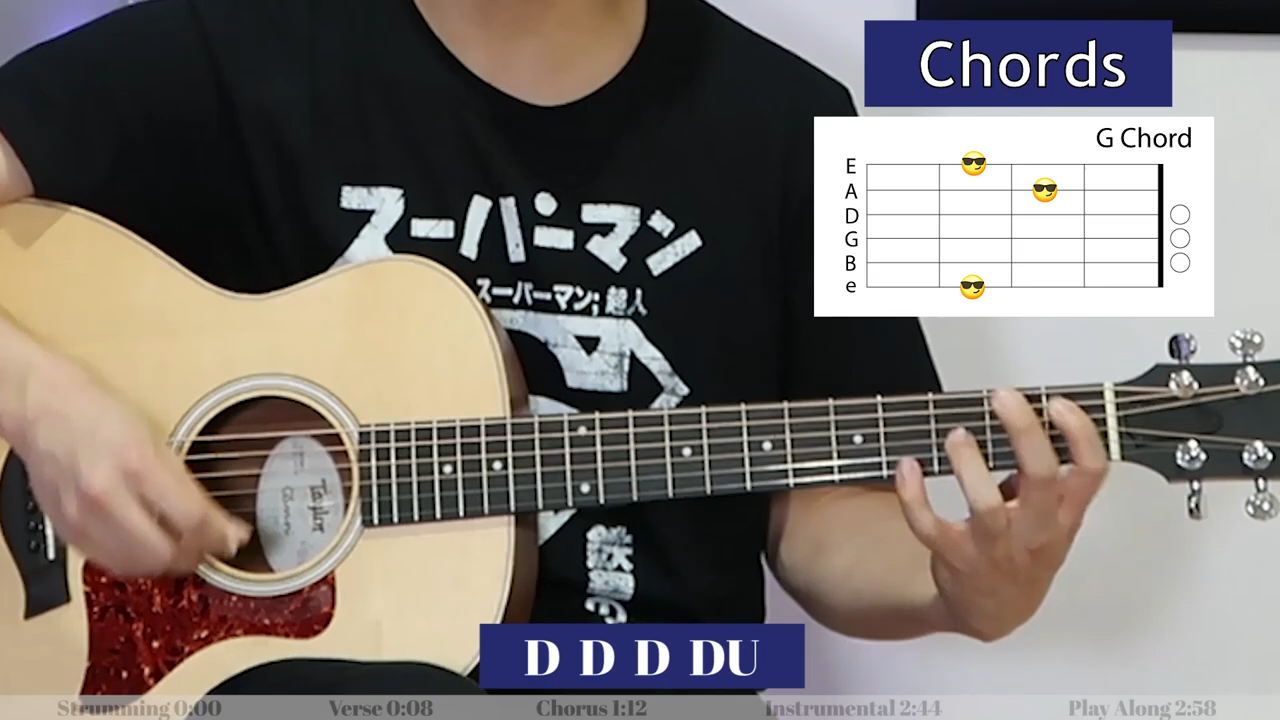 Chords
G Chord
E
A
D
G
B
e
スーパーマン
スーパーマン; 超人
Taylor
D D D DU
Strumming 0:00 Verse 0:08 Chorus 1:12 Instrumental 2:44 Play Along 2:58